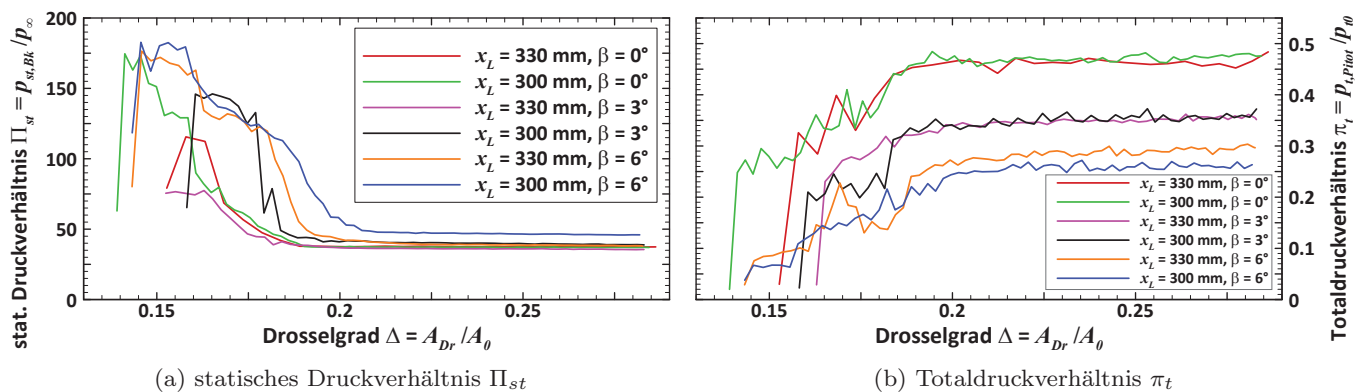 stat. Druckverhältnis Π_st = p_st,Bk /p_∞
200
175
150
125
100
75
50
25
0
x_L = 330 mm, β = 0°
x_L = 300 mm, β = 0°
x_L = 330 mm, β = 3°
x_L = 300 mm, β = 3°
x_L = 330 mm, β = 6°
x_L = 300 mm, β = 6°
0.15 0.2 0.25
Drosselgrad Δ = A_Dr /A_0
(a) statisches Druckverhältnis Π_st
0.5
0.4
0.3
0.2
0.1
0
Totaldruckverhältnis π_t = p_t,Pitot /p_t0
x_L = 330 mm, β = 0°
x_L = 300 mm, β = 0°
x_L = 330 mm, β = 3°
x_L = 300 mm, β = 3°
x_L = 330 mm, β = 6°
x_L = 300 mm, β = 6°
0.15 0.2 0.25
Drosselgrad Δ = A_Dr /A_0
(b) Totaldruckverhältnis π_t